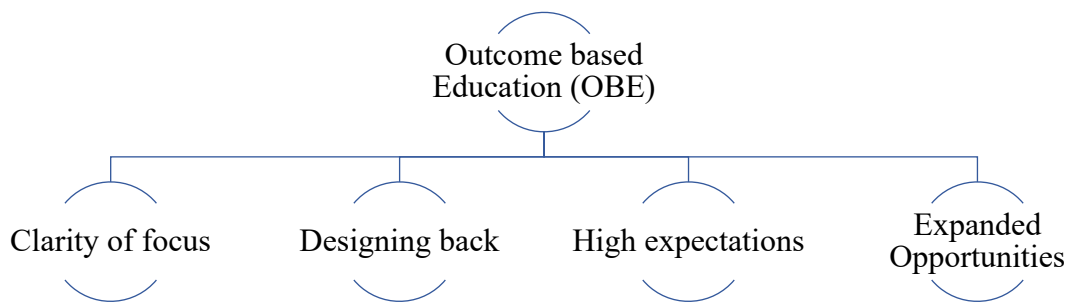 Outcome based
Education (OBE)
Clarity of focus
Designing back
High expectations
Expanded
Opportunities